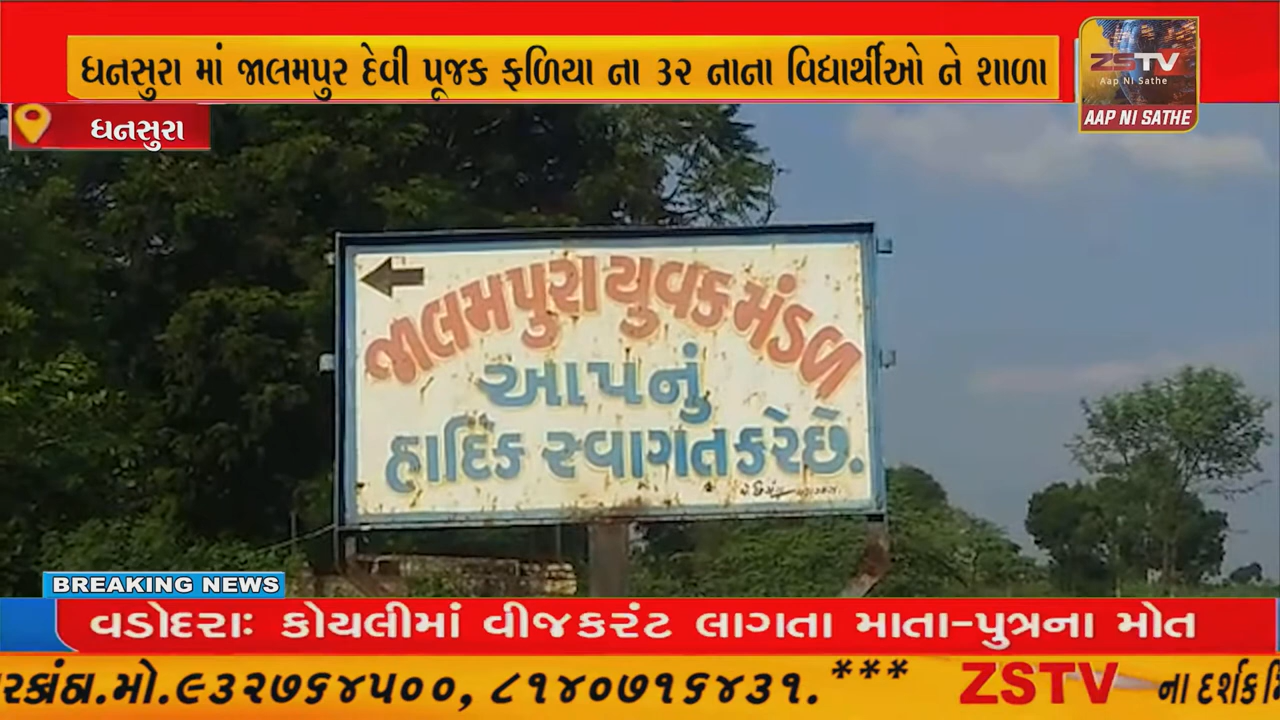 ધનસુરા માં જાલમપુર દેવી પૂજક ફળિયા ના ૩૨ નાના વિદ્યાર્થીઓ ને શાળા
ZSTV
Aap Ni Sathe
AAP NI SATHE
ધનસુરા
જાલમપુરા યુવક મંડળ
આપનું
હાર્દિક સ્વાગત કરે છે.
BREAKING NEWS
વડોદરાઃ કોયલીમાં વીજકરંટ લાગતા માતા-પુત્રના મોત
રકાંઠા.મો.૯૩૨૭૬૪૫૦૦, ૮૧૪૦૭૧૬૪૩૧.*** ZSTV ના દર્શક મિ